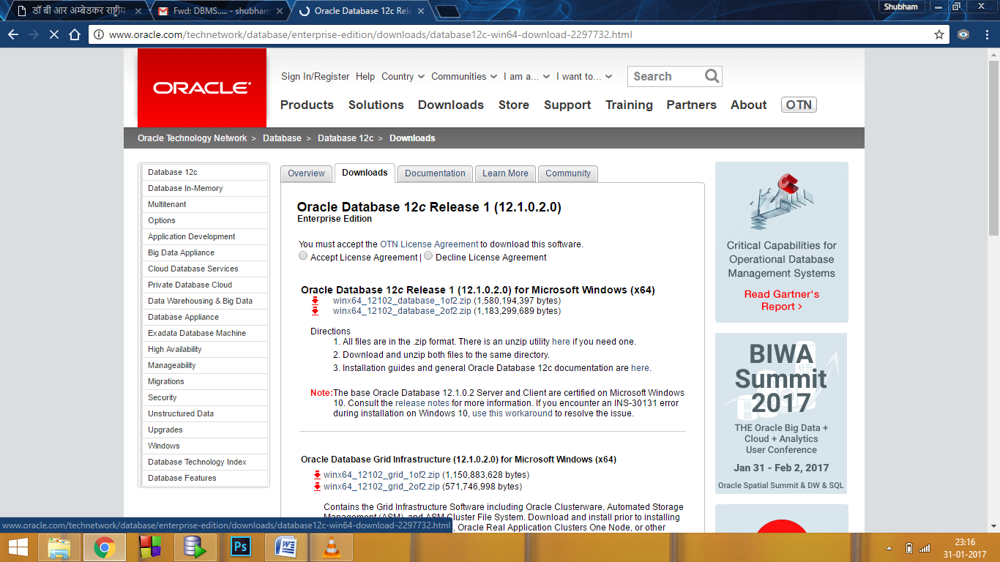 डॉ बी आर अम्बेडकर राष्ट्रीय
Fwd: DBMS..... - shubham
Oracle Database 12c Rele
Shubham
www.oracle.com/technetwork/database/enterprise-edition/downloads/database12c-win64-download-2297732.html
ORACLE
Sign In/Register Help Country Communities I am a... I want to... Search
Products Solutions Downloads Store Support Training Partners About OTN
Oracle Technology Network > Database > Database 12c > Downloads
Database 12c
Database In-Memory
Multitenant
Options
Application Development
Big Data Appliance
Cloud Database Services
Private Database Cloud
Data Warehousing & Big Data
Database Appliance
Exadata Database Machine
High Availability
Manageability
Migrations
Security
Unstructured Data
Upgrades
Windows
Database Technology Index
Database Features
Overview Downloads Documentation Learn More Community
Oracle Database 12c Release 1 (12.1.0.2.0)
Enterprise Edition
You must accept the OTN License Agreement to download this software.
Accept License Agreement | Decline License Agreement
Oracle Database 12c Release 1 (12.1.0.2.0) for Microsoft Windows (x64)
winx64_12102_database_1of2.zip (1,580,194,397 bytes)
winx64_12102_database_2of2.zip (1,183,299,689 bytes)
Directions
1. All files are in the .zip format. There is an unzip utility here if you need one.
2. Download and unzip both files to the same directory.
3. Installation guides and general Oracle Database 12c documentation are here.
Note:The base Oracle Database 12.1.0.2 Server and Client are certified on Microsoft Windows
10. Consult the release notes for more information. If you encounter an INS-30131 error
during installation on Windows 10, use this workaround to resolve the issue.
Oracle Database Grid Infrastructure (12.1.0.2.0) for Microsoft Windows (x64)
winx64_12102_grid_1of2.zip (1,150,883,628 bytes)
winx64_12102_grid_2of2.zip (571,746,998 bytes)
Contains the Grid Infrastructure Software including Oracle Clusterware, Automated Storage
Management (ASM), and ASM Cluster File System. Download and install prior to installing
, Oracle Real Application Clusters One Node, or other
Critical Capabilities for
Operational Database
Management Systems
Read Gartner's
Report >
BIWA
Summit
2017
THE Oracle Big Data +
Cloud + Analytics
User Conference
Jan 31 - Feb 2, 2017
Oracle Spatial Summit & DW & SQL
www.oracle.com/technetwork/database/enterprise-edition/downloads/database12c-win64-download-2297732.html
Ps
W
23:16
31-01-2017